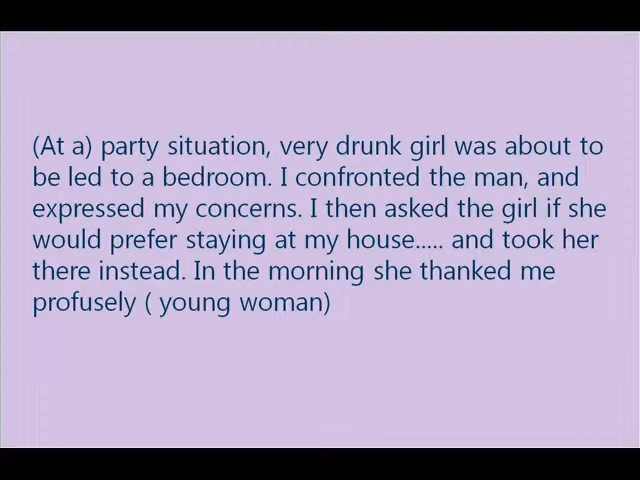 (At a) party situation, very drunk girl was about to
be led to a bedroom. I confronted the man, and
expressed my concerns. I then asked the girl if she
would prefer staying at my house..... and took her
there instead. In the morning she thanked me
profusely ( young woman)